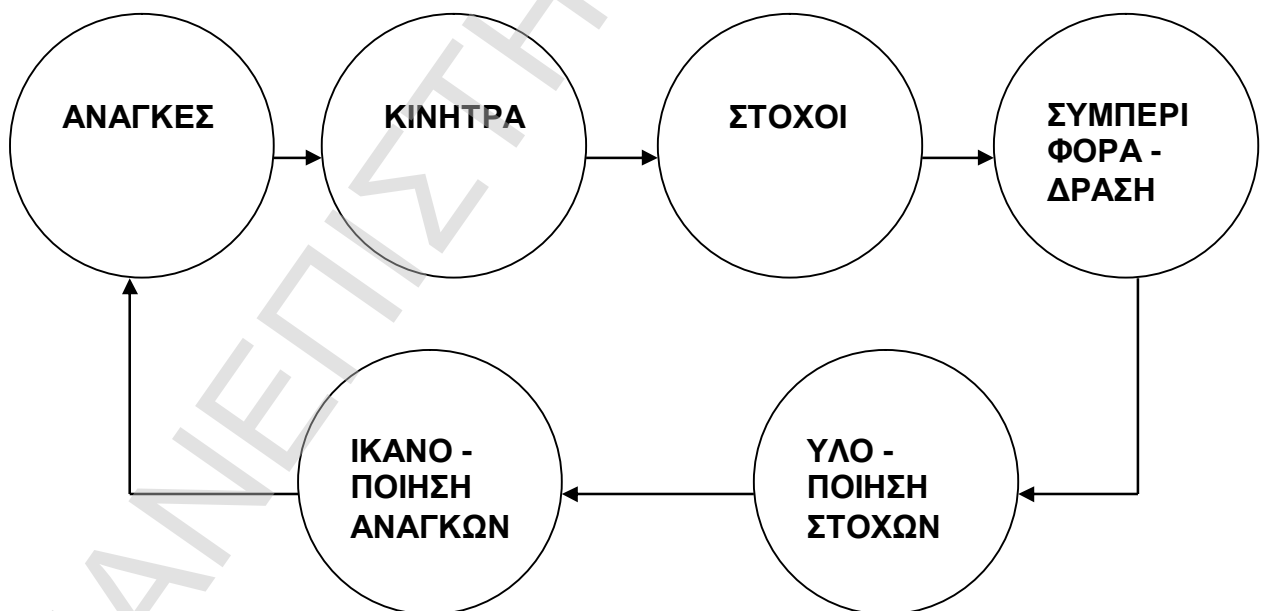 ΑΝΑΓΚΕΣ
ΚΙΝΗΤΡΑ
ΣΤΟΧΟΙ
ΣΥΜΠΕΡΙ
ΦΟΡΑ -
ΔΡΑΣΗ
ΙΚΑΝΟ -
ΠΟΙΗΣΗ
ΑΝΑΓΚΩΝ
ΥΛΟ -
ΠΟΙΗΣΗ
ΣΤΟΧΩΝ